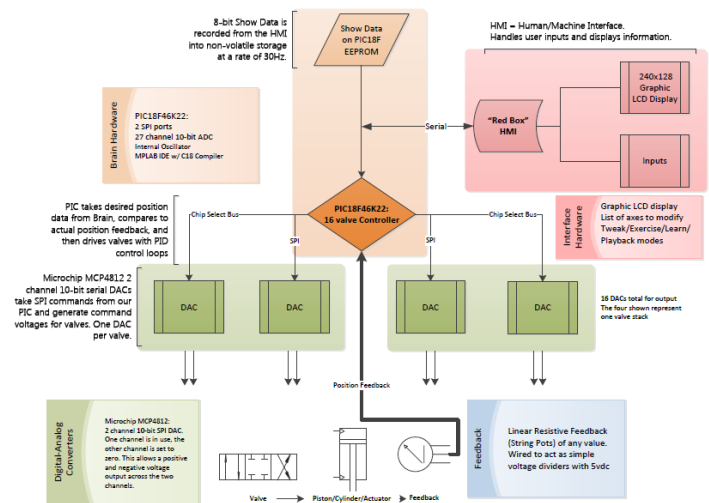 8-bit Show Data is
recorded from the HMI
into non-volatile storage
at a rate of 30Hz.
Show Data
on PIC18F
EEPROM
HMI = Human/Machine Interface.
Handles user inputs and displays information.
240x128
Graphic
LCD Display
"Red Box"
HMI
Inputs
Serial
Brain Hardware
PIC18F46K22:
2 SPI ports
27 channel 10-bit ADC
Internal Oscillator
MPLAB IDE w/ C18 Compiler
PIC takes desired position
data from Brain, compares to
actual position feedback, and
then drives valves with PID
control loops
PIC18F46K22:
16 valve Controller
Chip Select Bus
Chip Select Bus
SPI
SPI
Interface
Hardware
Graphic LCD display
List of axes to modify
Tweak/Exercise/Learn/
Playback modes
Microchip MCP4812 2
channel 10-bit serial DACs
take SPI commands from our
PIC and generate command
voltages for valves. One DAC
per valve.
DAC
DAC
DAC
DAC
16 DACs total for output
The four shown represent
one valve stack
Position Feedback
Digital-Analog
Converters
Microchip MCP4812:
2 channel 10-bit SPI DAC.
One channel is in use, the
other channel is set to
zero. This allows a positive
and negative voltage
output across the two
channels.
Feedback
Linear Resistive Feedback
(String Pots) of any value.
Wired to act as simple
voltage dividers with 5vdc
Valve
Piston/Cylinder/Actuator
Feedback